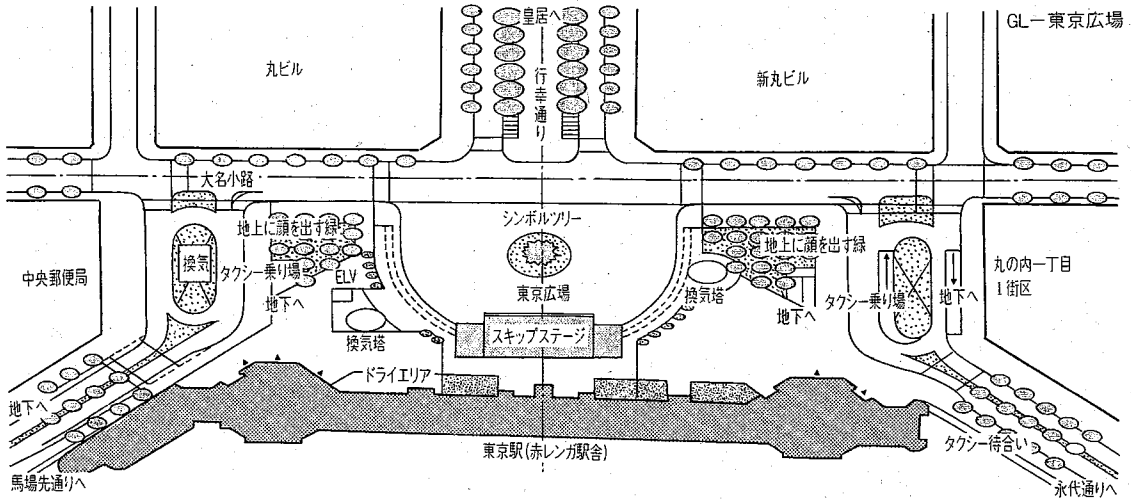 皇居へ
GLー東京広場
丸ビル
行幸通り
新丸ビル
大名小路
シンボルツリー
地上に顔を出す緑
地上に顔を出す緑
中央郵便局
換気
タクシー乗り場
ELV
東京広場
換気塔
タクシー乗り場
地下へ
丸の内一丁目
1街区
地下へ
地下へ
換気塔
スキップステージ
ドライエリア
地下へ
東京駅(赤レンガ駅舎)
タクシー待合い
馬場先通りへ
永代通りへ